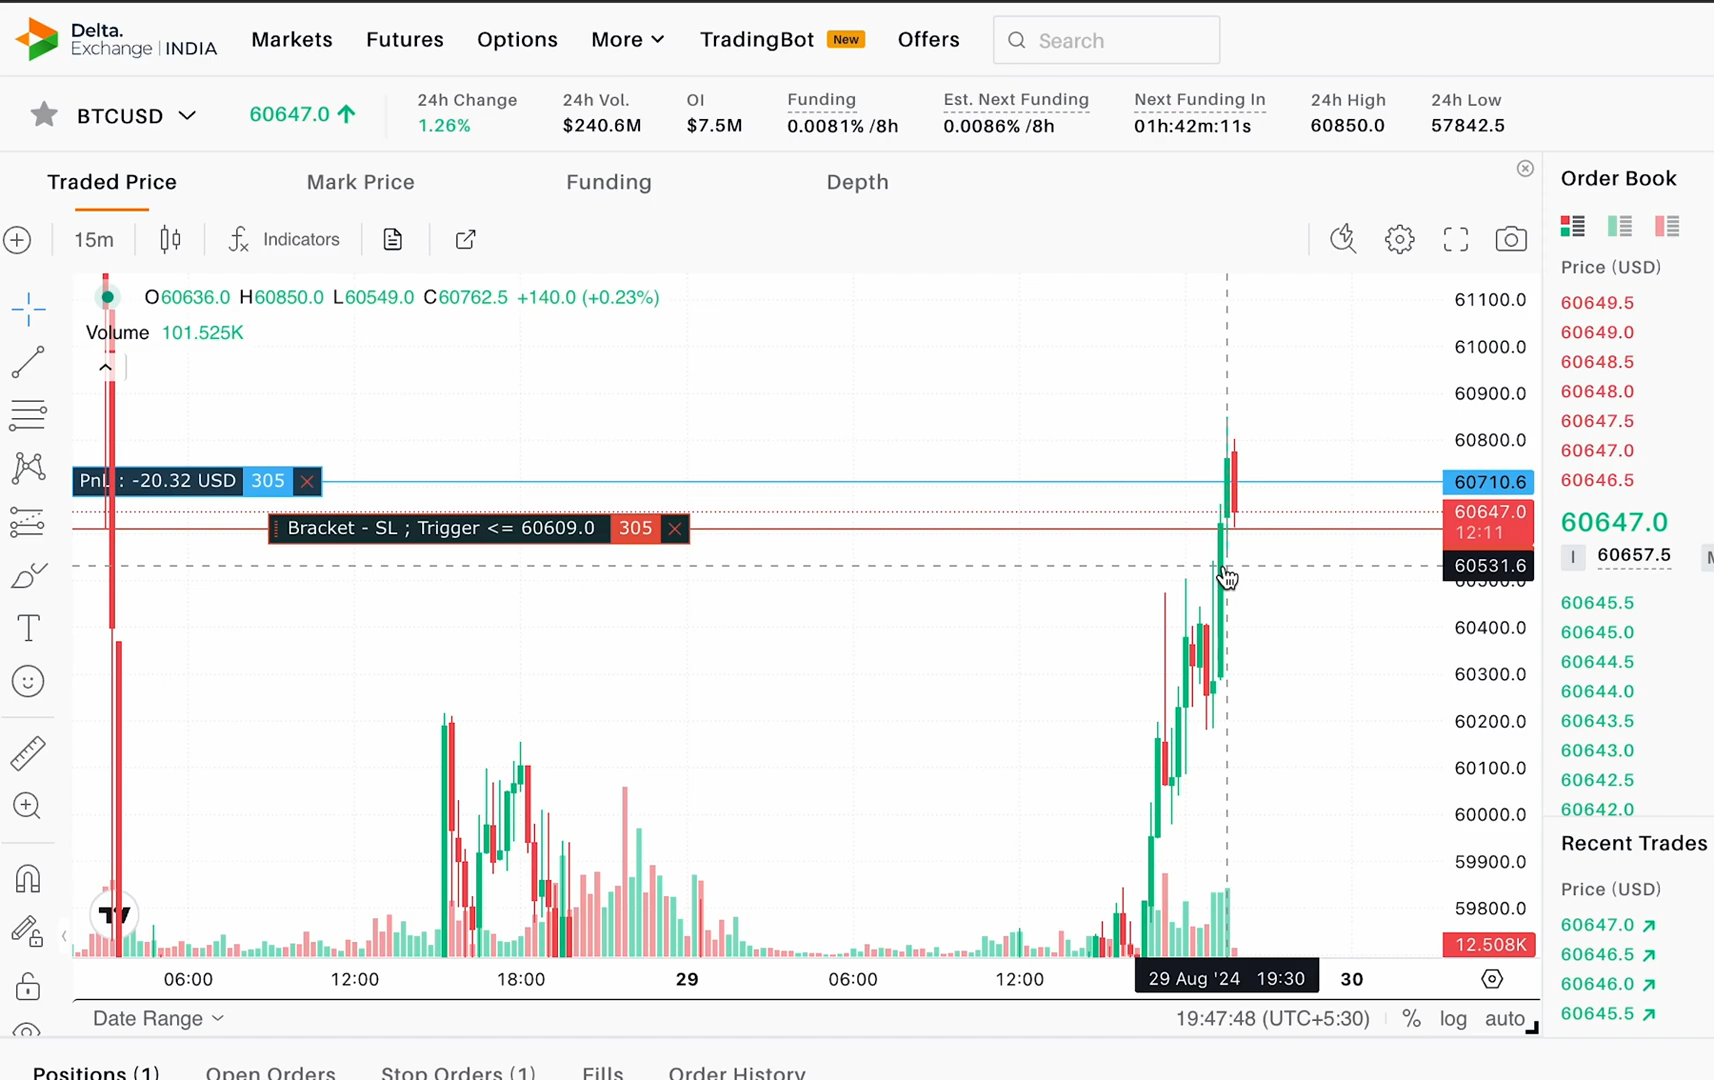 Delta.
Exchange | INDIA
Markets
Futures
Options
More
TradingBot
New
Offers
Search
BTCUSD
60647.0
24h Change
1.26%
24h Vol.
$240.6M
OI
$7.5M
Funding
0.0081% /8h
Est. Next Funding
0.0086% /8h
Next Funding In
01h:42m:11s
24h High
60850.0
24h Low
57842.5
Traded Price
Mark Price
Funding
Depth
15m
Indicators
O60636.0 H60850.0 L60549.0 C60762.5 +140.0 (+0.23%)
Volume 101.525K
PnL : -20.32 USD 305
Bracket - SL ; Trigger <= 60609.0 305
61100.0
61000.0
60900.0
60800.0
60710.6
60647.0
12:11
60531.6
60500.0
60400.0
60300.0
60200.0
60100.0
60000.0
59900.0
59800.0
12.508K
06:00
12:00
18:00
29
06:00
12:00
29 Aug '24 19:30
30
Date Range
19:47:48 (UTC+5:30)
%
log
auto
Order Book
Price (USD)
60649.5
60649.0
60648.5
60648.0
60647.5
60647.0
60646.5
60647.0
I
60657.5
60645.5
60645.0
60644.5
60644.0
60643.5
60643.0
60642.5
60642.0
Recent Trades
Price (USD)
60647.0
60646.5
60646.0
60645.5
Positions (1)
Open Orders
Stop Orders (1)
Fills
Order History